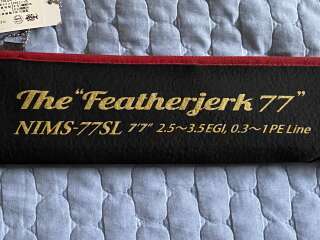 The "Featherjerk 77"
NIMS-77SL 7'7" 2.5~3.5EGI, 0.3~1PE Line